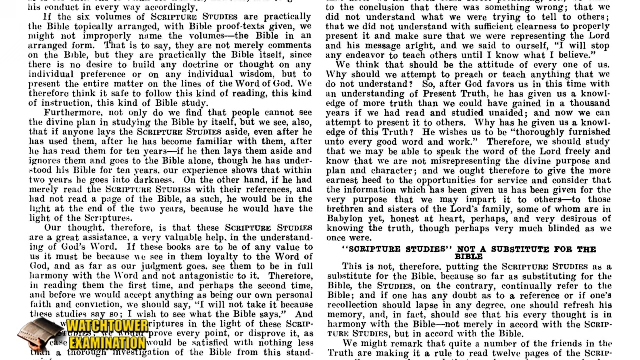 his conduct in every way accordingly.
If the six volumes of SCRIPTURE STUDIES are practically
the Bible topically arranged, with Bible proof-texts given, we
might not improperly name the volumes—the Bible in an
arranged form. That is to say, they are not merely comments
on the Bible, but they are practically the Bible itself, since
there is no desire to build any doctrine or thought on any
individual preference or on any individual wisdom, but to
present the entire matter on the lines of the Word of God. We
therefore think it safe to follow this kind of reading, this kind
of instruction, this kind of Bible study.
Furthermore, not only do we find that people cannot see
the divine plan in studying the Bible by itself, but we see, also,
that if anyone lays the SCRIPTURE STUDIES aside, even after he
has used them, after he has become familiar with them, after
he has read them for ten years—if he then lays them aside and
ignores them and goes to the Bible alone, though he has under-
stood his Bible for ten years, our experience shows that within
two years he goes into darkness. On the other hand, if he had
merely read the SCRIPTURE STUDIES with their references, and
had not read a page of the Bible, as such, he would be in the
light at the end of the two years, because he would have the
light of the Scriptures.
Our thought, therefore, is that these SCRIPTURE STUDIES
are a great assistance, a very valuable help, in the understand-
ing of God's Word. If these books are to be of any value to
us it must be because we see in them loyalty to the Word of
God, and as far as our judgment goes, see them to be in full
harmony with the Word and not antagonistic to it. Therefore,
in reading them the first time, and perhaps the second time,
and before we would accept anything as being our own personal
faith and conviction, we should say, "I will not take it because
these studies say so; I wish to see what the Bible says." And
Scriptures in the light of these SCRIP-
prove every point, or disprove it, as
case would be satisfied with nothing less
than a thorough investigation of the Bible from this stand-
WATCHTOWER
EXAMINATION
to the conclusion that there was something wrong; that we
did not understand what we were trying to tell to others;
that we did not understand with sufficient clearness to properly
present it and make sure that we were representing the Lord
and his message aright, and we said to ourself, "I will stop
any endeavor to teach others until I know what I believe."
We think that should be the attitude of every one of us.
Why should we attempt to preach or teach anything that we
do not understand? So, after God favors us in this time with
an understanding of Present Truth, he has given us a knowl-
edge of more truth than we could have gained in a thousand
years if we had read and studied unaided; and now we can
attempt to present it to others. Why has he given us a knowl-
edge of this Truth? He wishes us to be "thoroughly furnished
unto every good word and work." Therefore, we should study
that we may be able to speak the word of the Lord freely and
know that we are not misrepresenting the divine purpose and
plan and character; and we ought therefore to give the more
earnest heed to the opportunities for service and consider that
the information which has been given us has been given for the
very purpose that we may impart it to others—to those
brethren and sisters of the Lord's family, some of whom are in
Babylon yet, honest at heart, perhaps, and very desirous of
knowing the truth, though perhaps very much blinded as we
once were.
"SCRIPTURE STUDIES" NOT A SUBSTITUTE FOR THE
BIBLE
This is not, therefore, putting the SCRIPTURE STUDIES as a
substitute for the Bible, because so far as substituting for the
Bible, the STUDIES, on the contrary, continually refer to the
Bible; and if one has any doubt as to a reference or if one's
recollection should lapse in any degree, one should refresh his
memory, and, in fact, should see that his every thought is in
harmony with the Bible—not merely in accord with the SCRIP-
TURE STUDIES, but in accord with the Bible.
We might remark that quite a number of the friends in the
Truth are making it a rule to read twelve pages of the SCRIP-